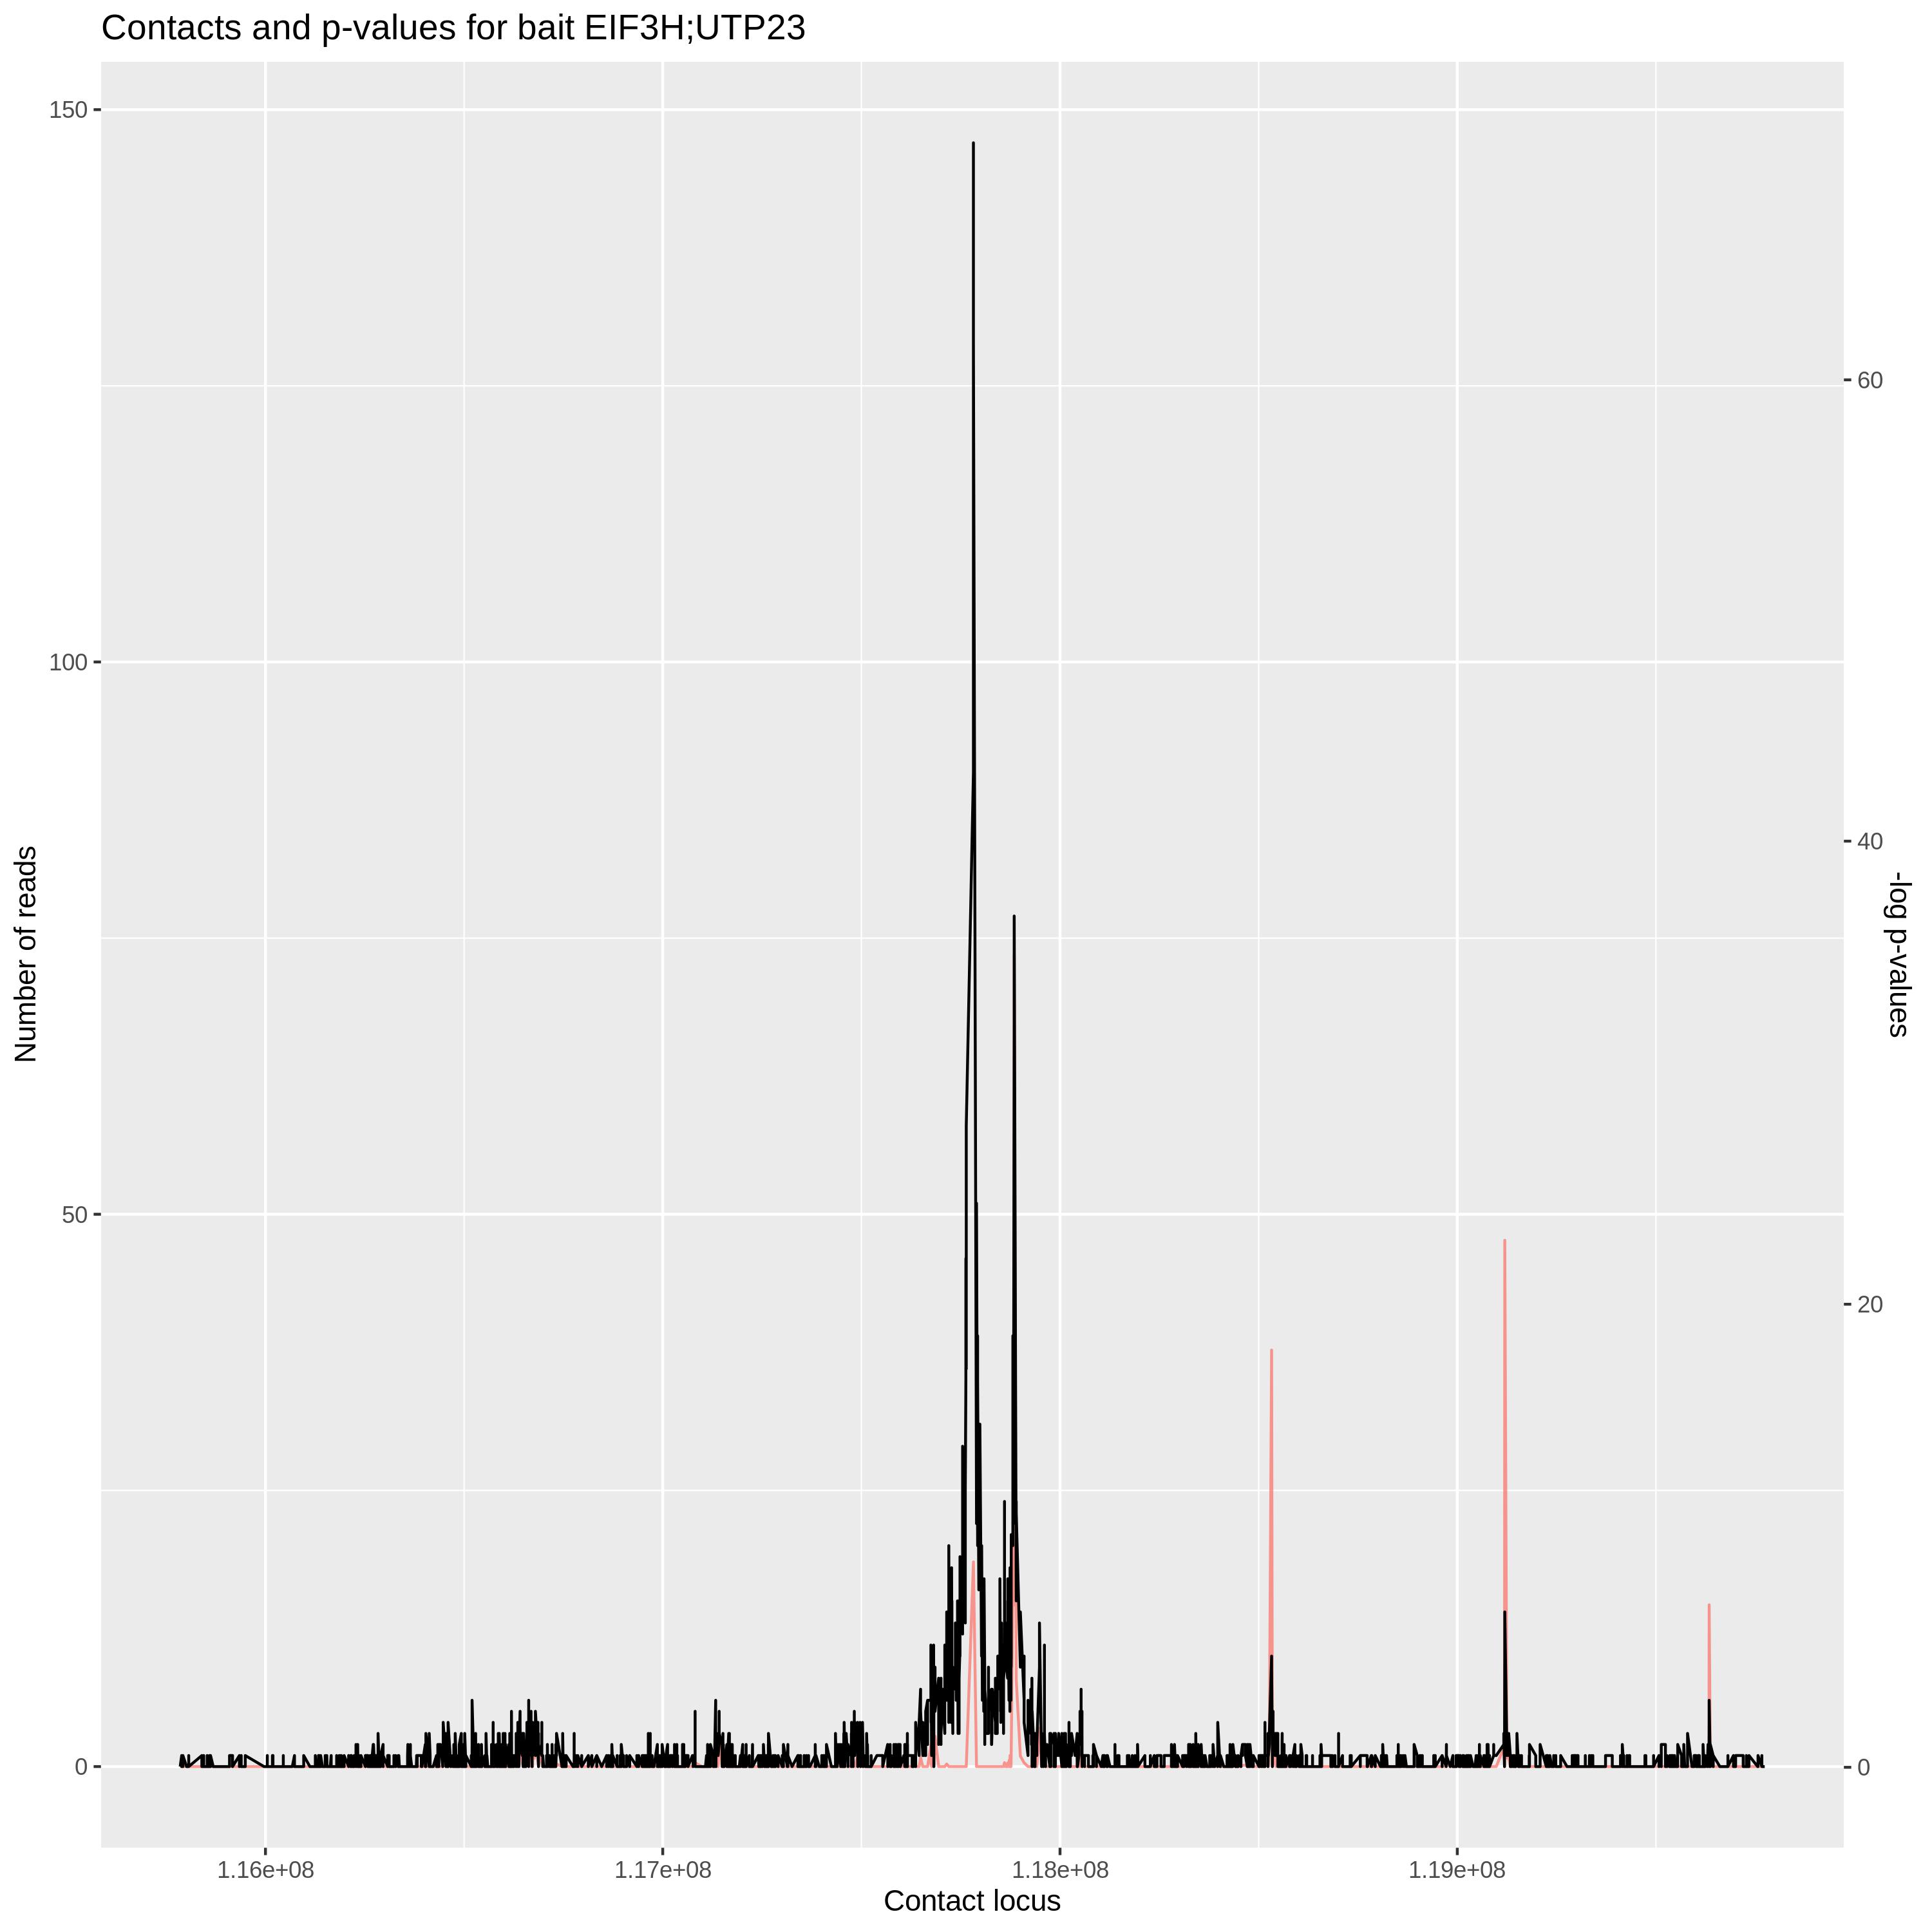 Contacts and p-values for bait EIF3H;UTP23
150
100
50
0
Number of reads
60
40
20
0
-log p-values
1.16e+08
1.17e+08
1.18e+08
1.19e+08
Contact locus